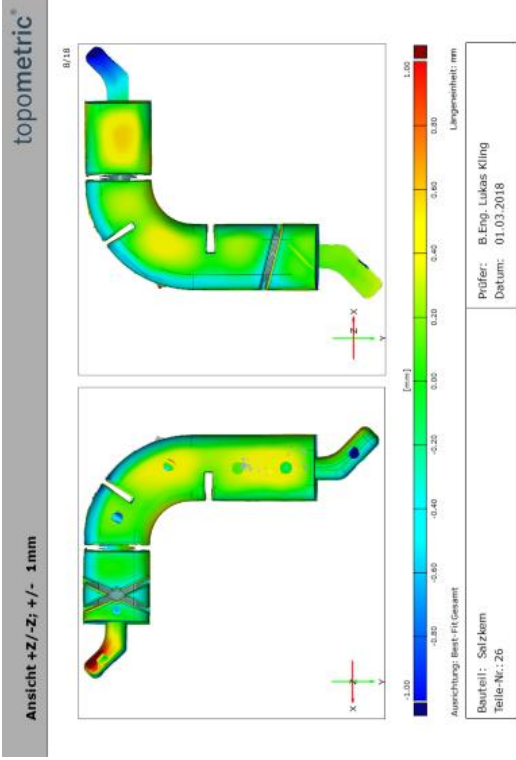 Ansicht +Z/-Z; +/- 1mm
topometric®
8/18
Z
X
Y
Z
X
Y
[mm]
-1.00
-0.80
-0.60
-0.40
-0.20
0.00
0.20
0.40
0.60
0.80
1.00
Ausrichtung: Best-Fit Gesamt
Längeneinheit: mm
Bauteil: Salzkern
Teile-Nr.: 26
Prüfer: B.Eng. Lukas Kling
Datum: 01.03.2018